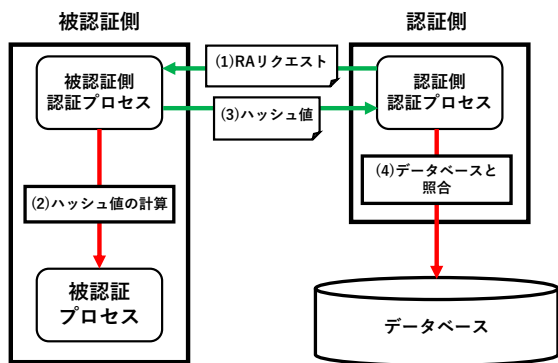 被認証側
認証側
(1)RAリクエスト
被認証側
認証プロセス
認証側
認証プロセス
(3)ハッシュ値
(4)データベースと
照合
(2)ハッシュ値の計算
被認証
プロセス
データベース